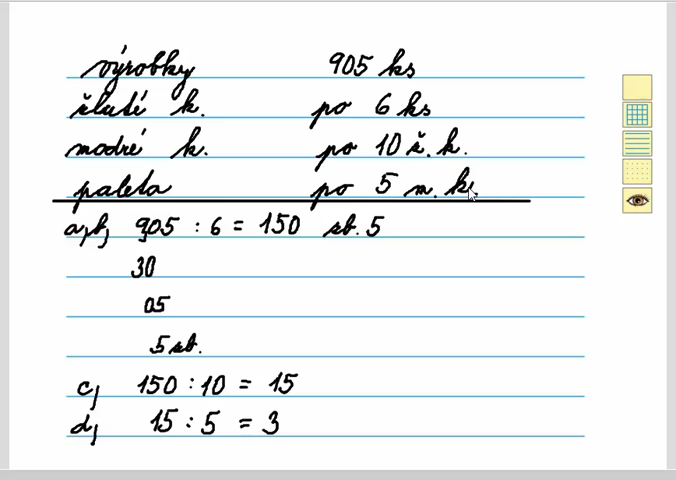 výrobky 905 ks
žluté k. po 6 ks
modré k. po 10 ž. k.
paleta po 5 m. k.
a,b, 905 : 6 = 150 zb. 5
30
05
5 zb.
c, 150 : 10 = 15
d, 15 : 5 = 3